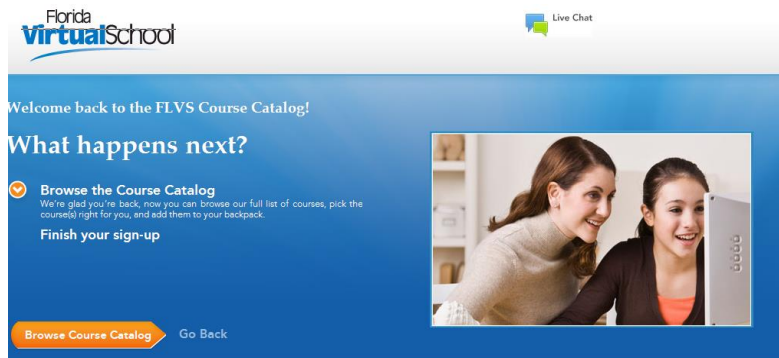 Florida
VirtualSchool
Live Chat
Welcome back to the FLVS Course Catalog!
What happens next?
Browse the Course Catalog
We're glad you're back, now you can browse our full list of courses, pick the
course(s) right for you, and add them to your backpack.
Finish your sign-up
Browse Course Catalog
Go Back